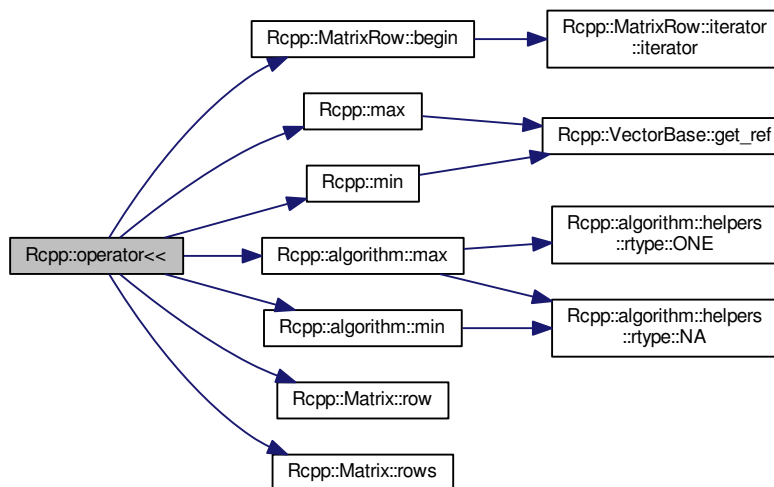 Rcpp::MatrixRow::begin
Rcpp::MatrixRow::iterator
::iterator
Rcpp::max
Rcpp::VectorBase::get_ref
Rcpp::min
Rcpp::operator<<
Rcpp::algorithm::max
Rcpp::algorithm::helpers
::rtype::ONE
Rcpp::algorithm::min
Rcpp::algorithm::helpers
::rtype::NA
Rcpp::Matrix::row
Rcpp::Matrix::rows